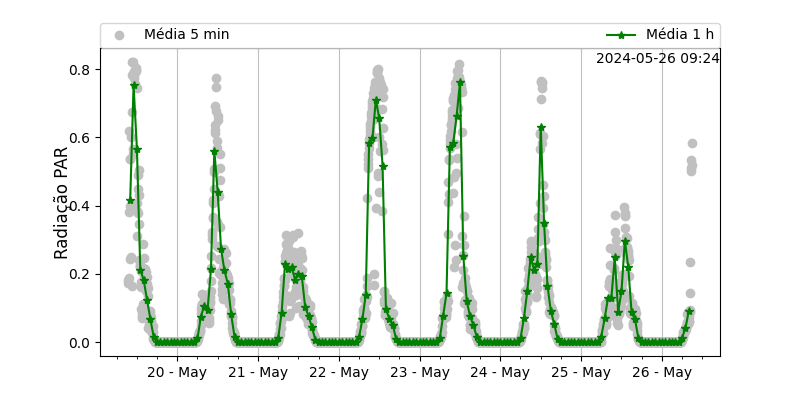 Média 5 min
Média 1 h
2024-05-26 09:24
Radiação PAR
0.8
0.6
0.4
0.2
0.0
20 - May
21 - May
22 - May
23 - May
24 - May
25 - May
26 - May